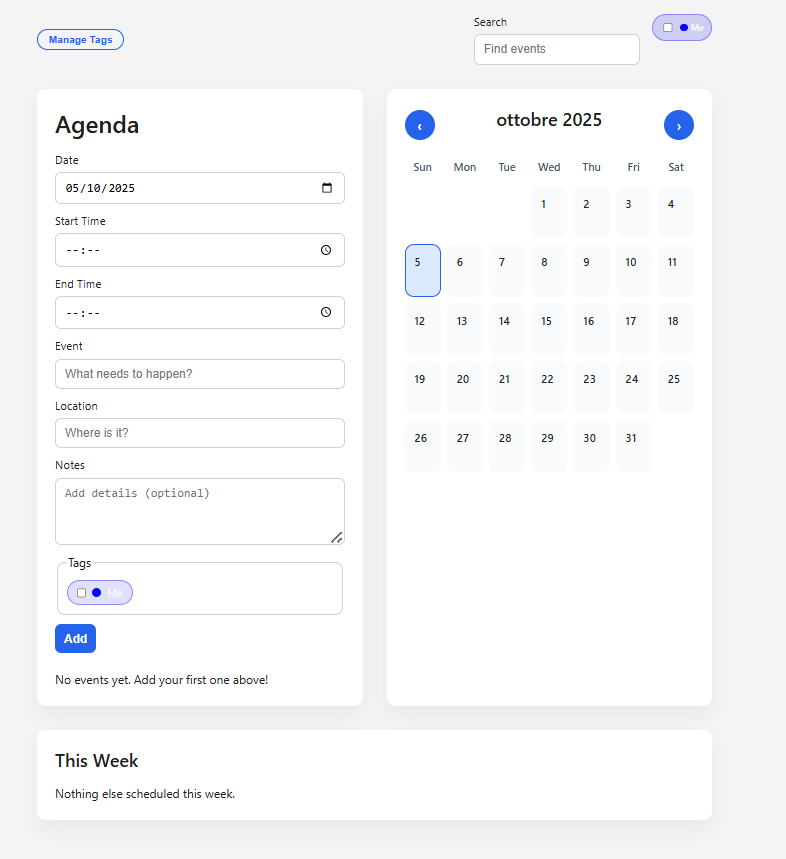 Manage Tags
Search
Find events
Me
Agenda
Date
05/10/2025
Start Time
--:--
End Time
--:--
Event
What needs to happen?
Location
Where is it?
Notes
Add details (optional)
Tags
Me
Add
No events yet. Add your first one above!
‹ ottobre 2025 ›
Sun Mon Tue Wed Thu Fri Sat
1 2 3 4
5 6 7 8 9 10 11
12 13 14 15 16 17 18
19 20 21 22 23 24 25
26 27 28 29 30 31
This Week
Nothing else scheduled this week.